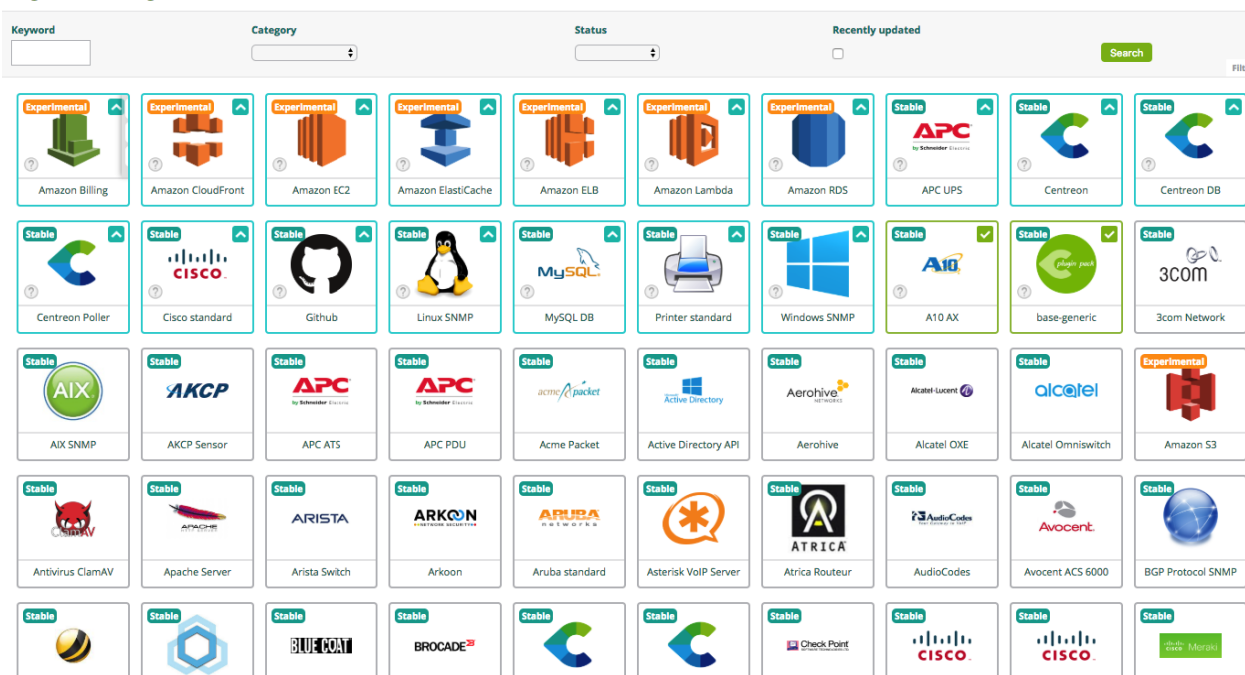 Keyword Category Status Recently updated
Search
Experimental Experimental Experimental Experimental Experimental Experimental Experimental Stable Stable Stable
APC
by Schneider Electric
Amazon Billing Amazon CloudFront Amazon EC2 Amazon ElastiCache Amazon ELB Amazon Lambda Amazon RDS APC UPS Centreon Centreon DB
Stable Stable Stable Stable Stable Stable Stable Stable Stable Stable
CISCO MySQL A10 plugin pack 3com
Centreon Poller Cisco standard Github Linux SNMP MySQL DB Printer standard Windows SNMP A10 AX base-generic 3com Network
Stable Stable Stable Stable Stable Stable Stable Stable Stable Experimental
AIX AKCP APC APC acme packet Active Directory Aerohive Alcatel-Lucent alcatel
by Schneider Electric by Schneider Electric NETWORKS
AIX SNMP AKCP Sensor APC ATS APC PDU Acme Packet Active Directory API Aerohive Alcatel OXE Alcatel Omniswitch Amazon S3
Stable Stable Stable Stable Stable Stable Stable Stable Stable Stable
ClamAV APACHE ARISTA ARKOON ARUBA ATRICA AudioCodes Avocent.
NETWORK SECURITY networks
Antivirus ClamAV Apache Server Arista Switch Arkoon Aruba standard Asterisk VoIP Server Atrica Routeur AudioCodes Avocent ACS 6000 BGP Protocol SNMP
Stable Stable Stable Stable Stable Stable Stable Stable Stable
BLUE COAT BROCADE Check Point CISCO CISCO cisco Meraki